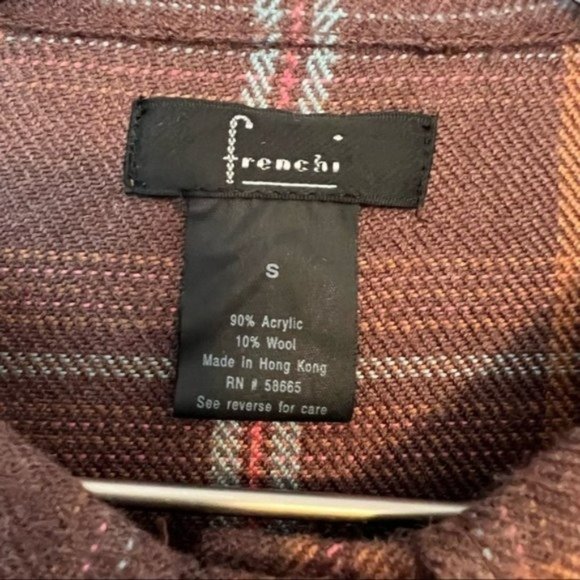 frenchi
S
90% Acrylic
10% Wool
Made in Hong Kong
RN # 58665
See reverse for care